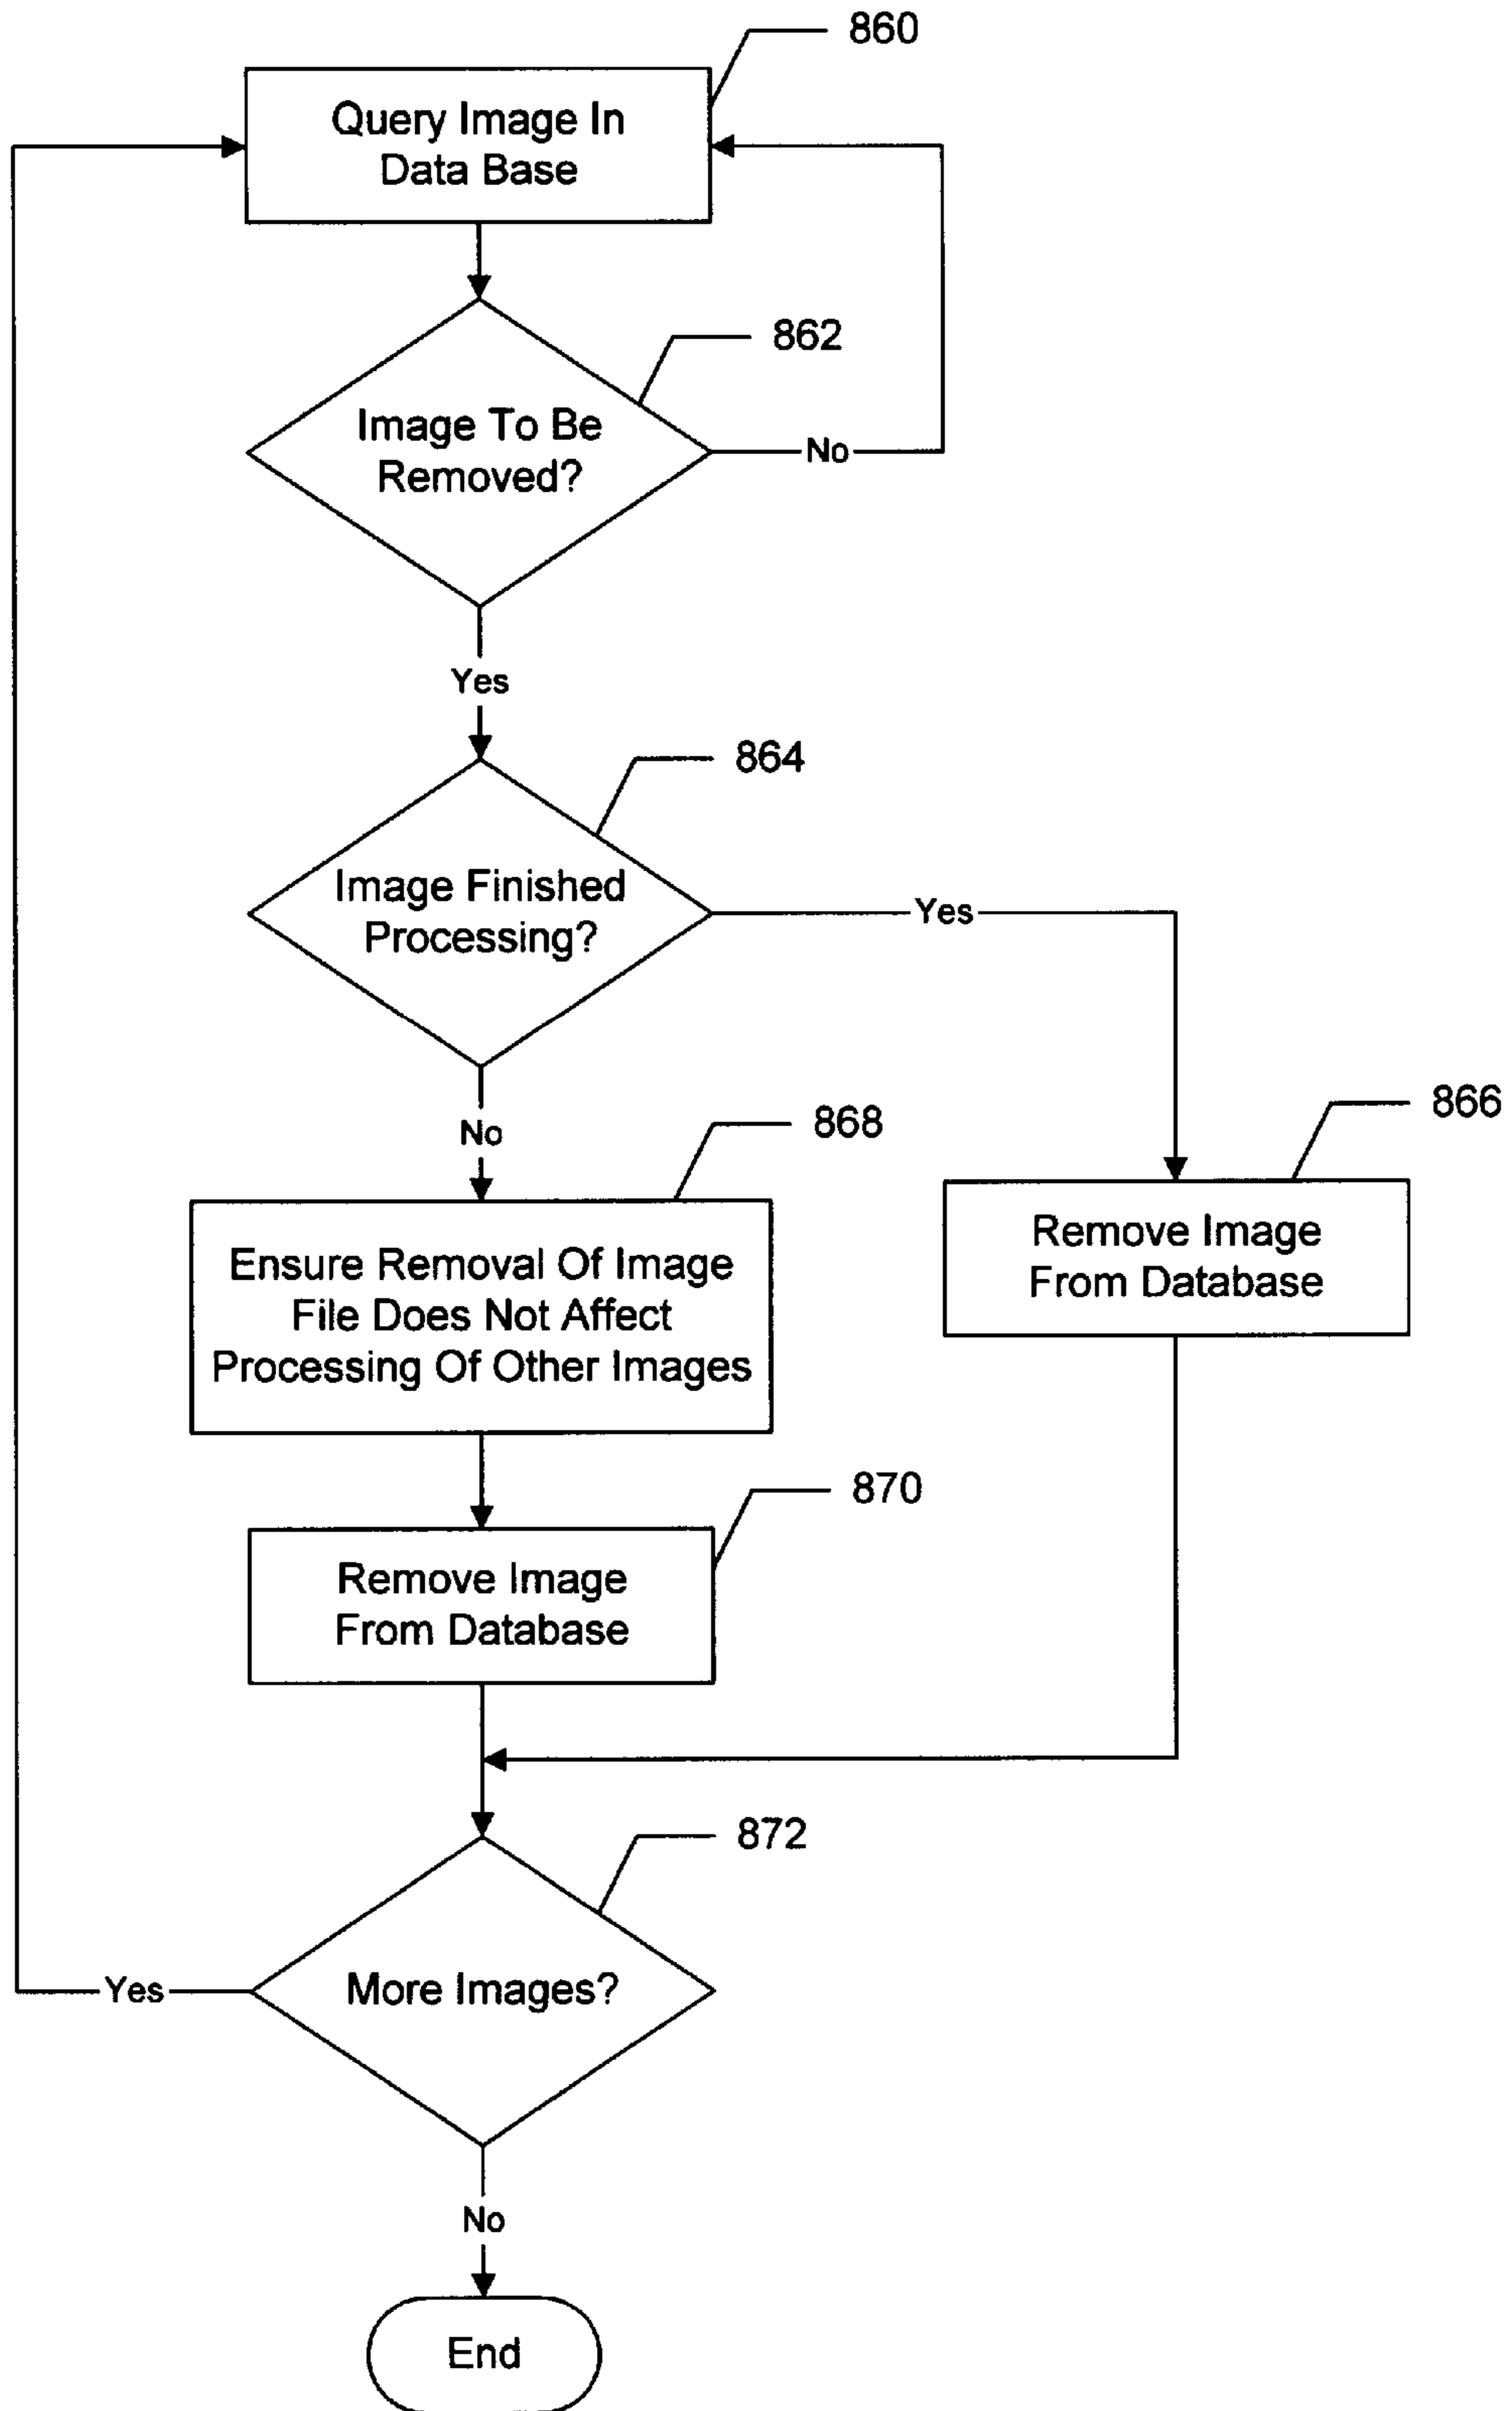 860
Query Image In
Data Base
862
Image To Be
Removed?
No
Yes
864
Image Finished
Processing?
Yes
No
868
866
Ensure Removal Of Image
File Does Not Affect
Processing Of Other Images
Remove Image
From Database
870
Remove Image
From Database
872
More Images?
Yes
No
End